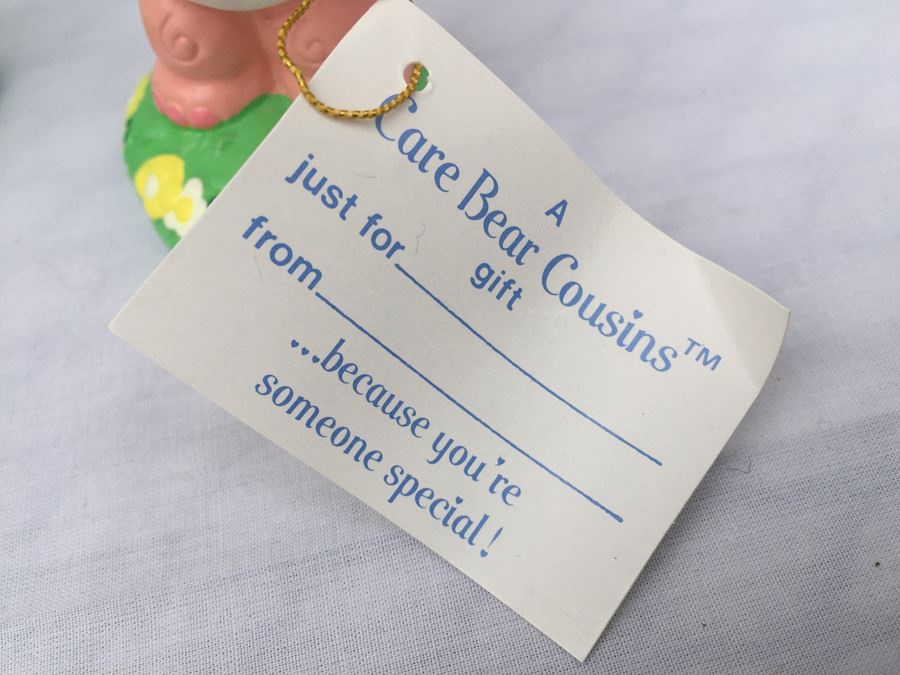 A
Care Bear Cousins™
gift
just for
from
...because you're
someone special!